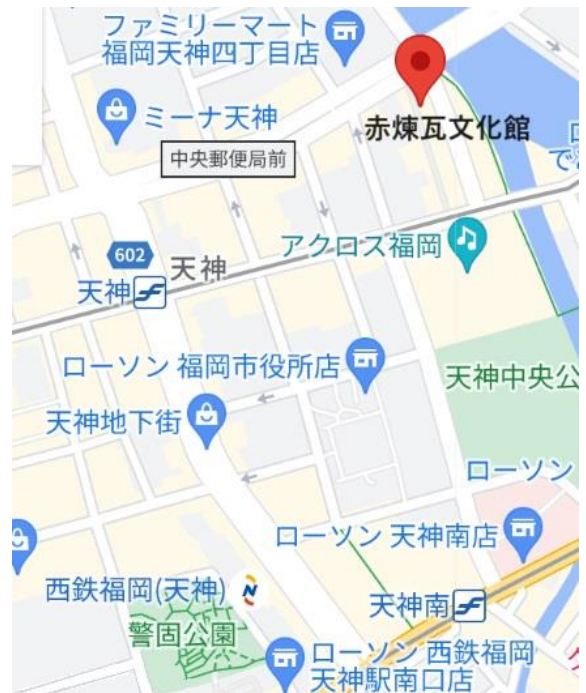 ファミリーマート
福岡天神四丁目店
ミーナ天神
赤煉瓦文化館
中央郵便局前
アクロス福岡
602
天神
天神
ローソン 福岡市役所店
天神中央公
天神地下街
ローソン
ローソン 天神南店
西鉄福岡(天神)
天神南
警固公園
ローソン 西鉄福岡
天神駅南口店